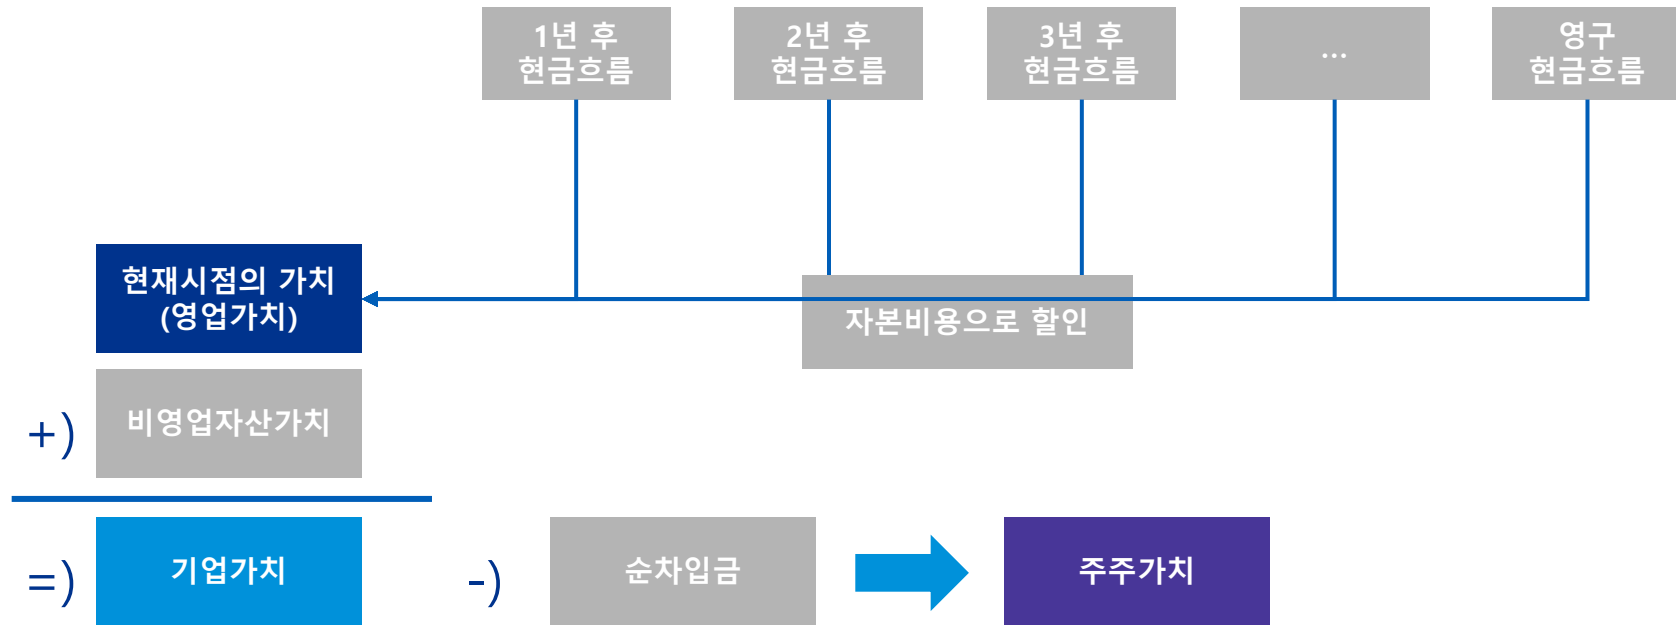 1년 후
현금흐름
2년 후
현금흐름
3년 후
현금흐름
...
영구
현금흐름
현재시점의 가치
(영업가치)
자본비용으로 할인
+)
비영업자산가치
=)
기업가치
-)
순차입금
주주가치